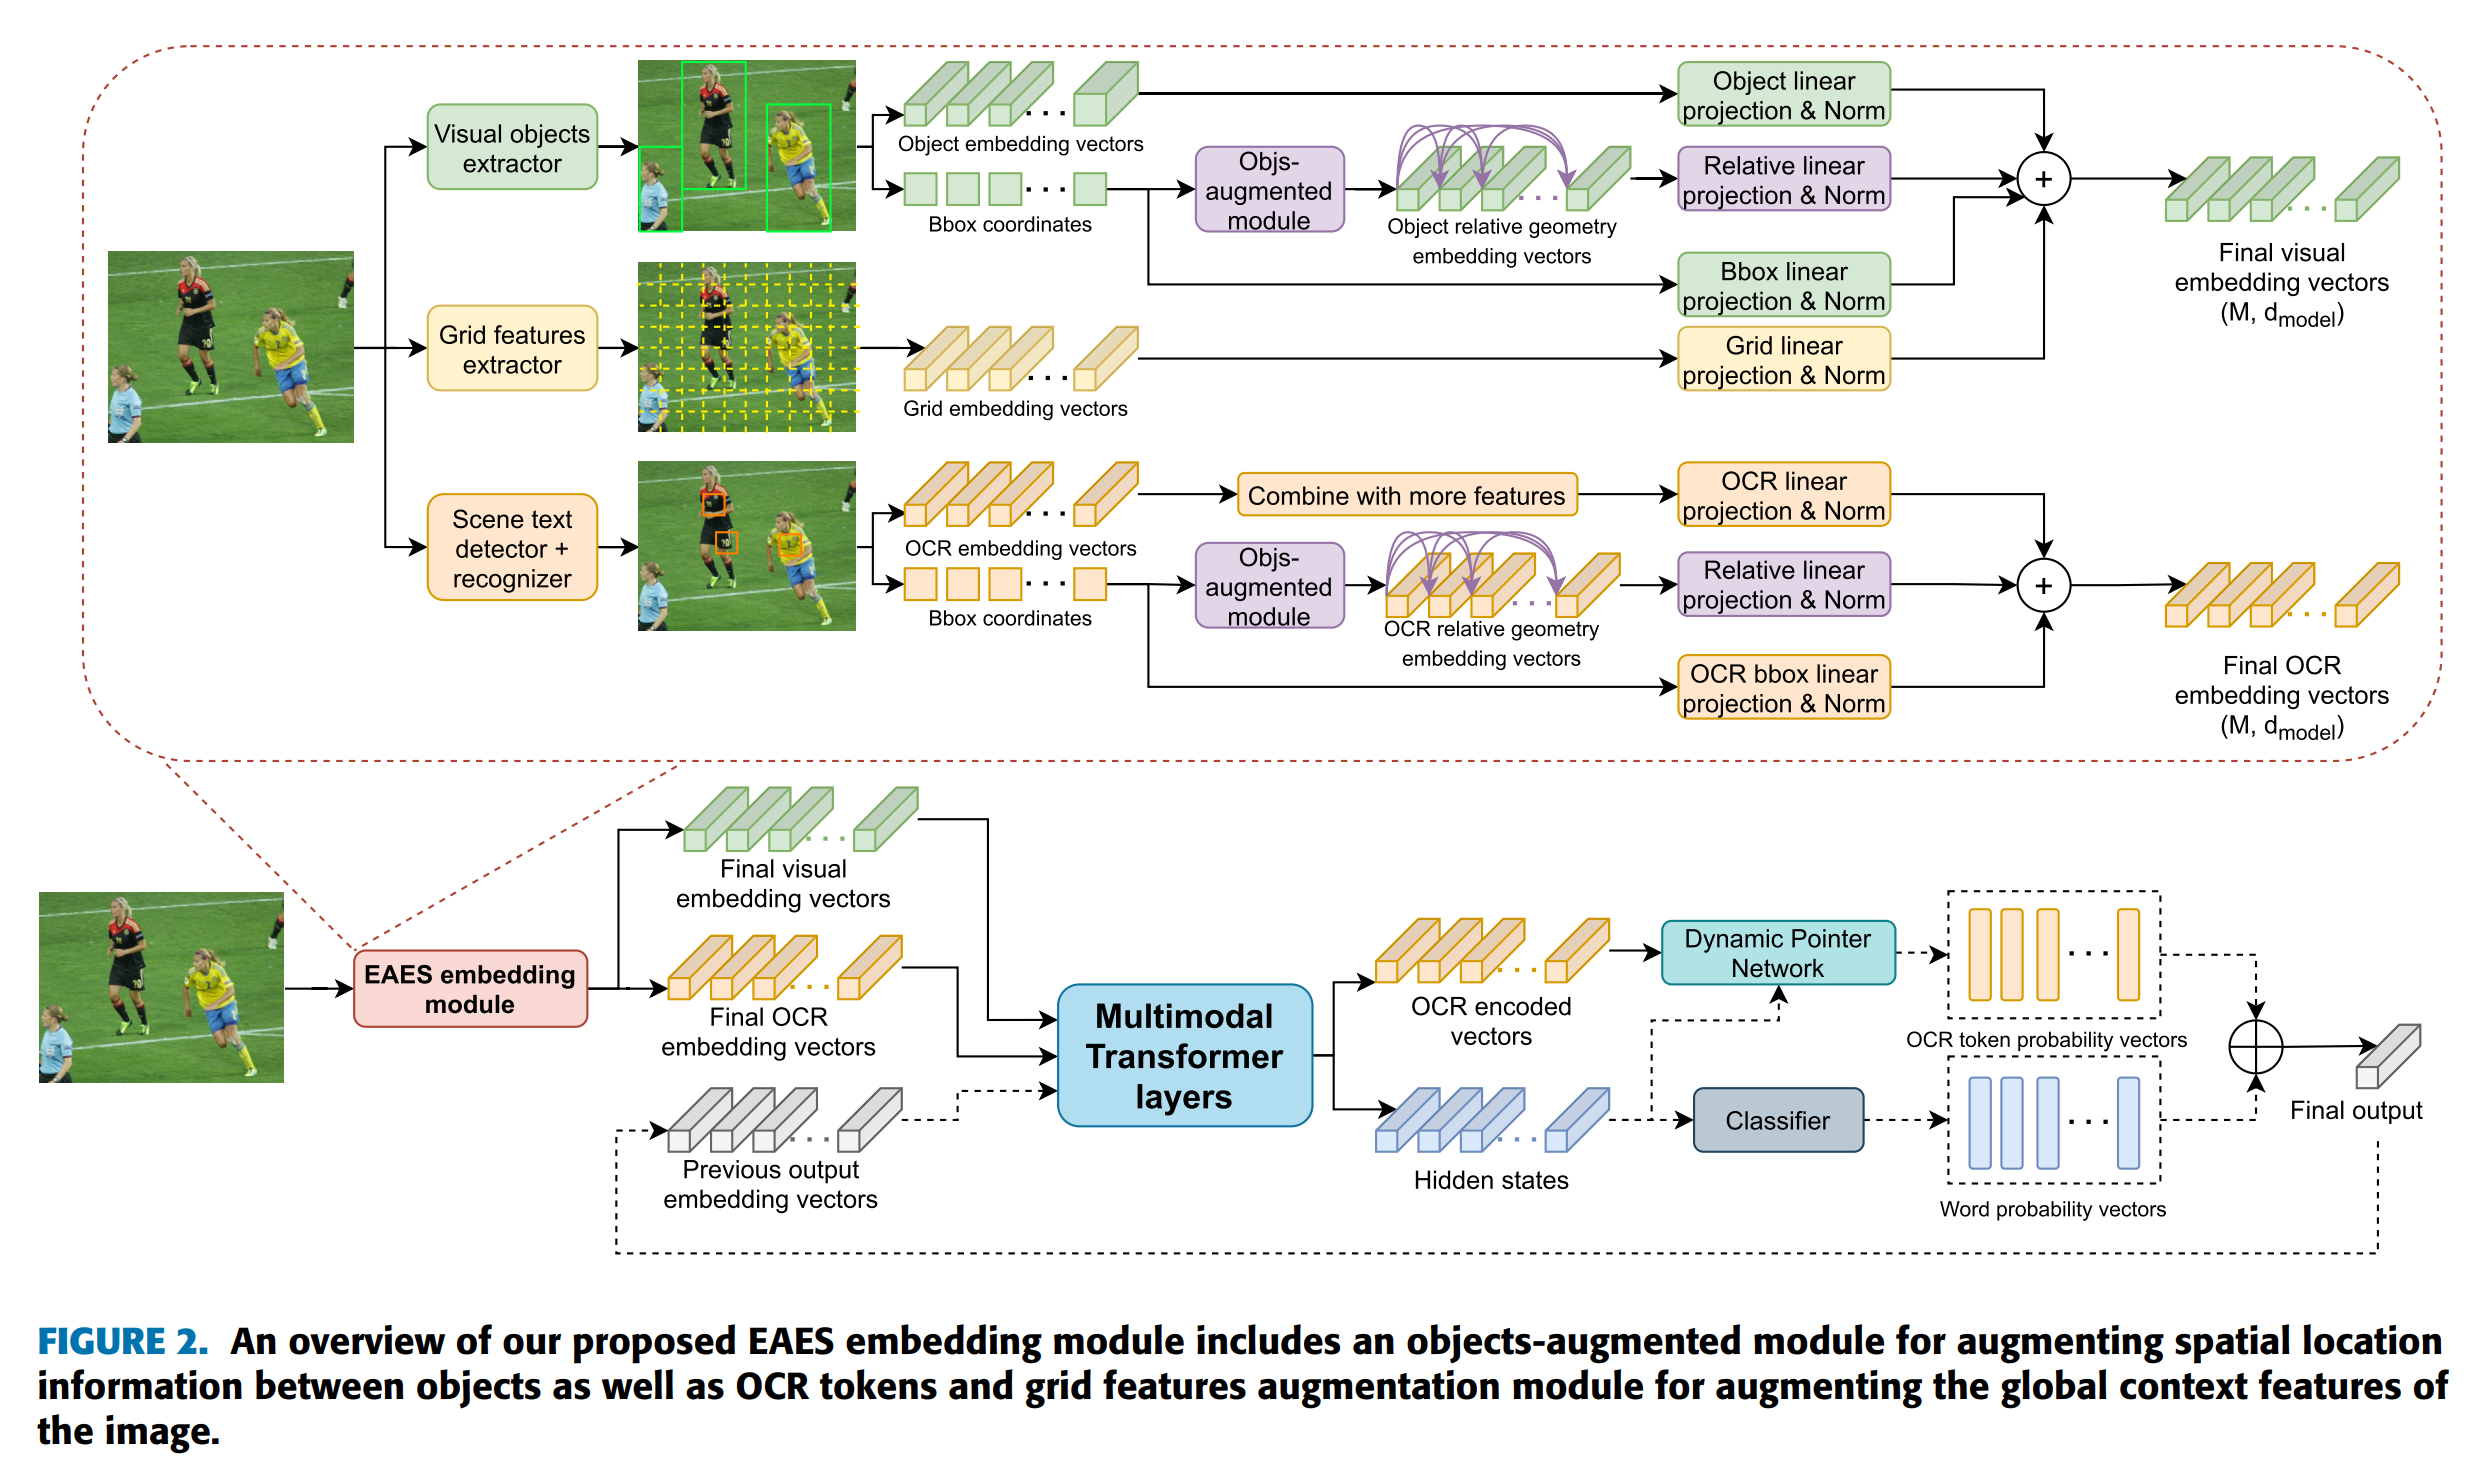 Visual objects
extractor
Object embedding vectors
Bbox coordinates
Objs-
augmented
module
Object relative geometry
embedding vectors
Object linear
projection & Norm
Relative linear
projection & Norm
Bbox linear
projection & Norm
+
Final visual
embedding vectors
(M, dmodel)
Grid features
extractor
Grid embedding vectors
Grid linear
projection & Norm
Scene text
detector +
recognizer
OCR embedding vectors
Bbox coordinates
Combine with more features
Objs-
augmented
module
OCR relative geometry
embedding vectors
OCR linear
projection & Norm
Relative linear
projection & Norm
OCR bbox linear
projection & Norm
+
Final OCR
embedding vectors
(M, dmodel)
EAES embedding
module
Final visual
embedding vectors
Final OCR
embedding vectors
Previous output
embedding vectors
Multimodal
Transformer
layers
OCR encoded
vectors
Hidden states
Dynamic Pointer
Network
Classifier
OCR token probability vectors
Word probability vectors
Final output
FIGURE 2. An overview of our proposed EAES embedding module includes an objects-augmented module for augmenting spatial location
information between objects as well as OCR tokens and grid features augmentation module for augmenting the global context features of
the image.